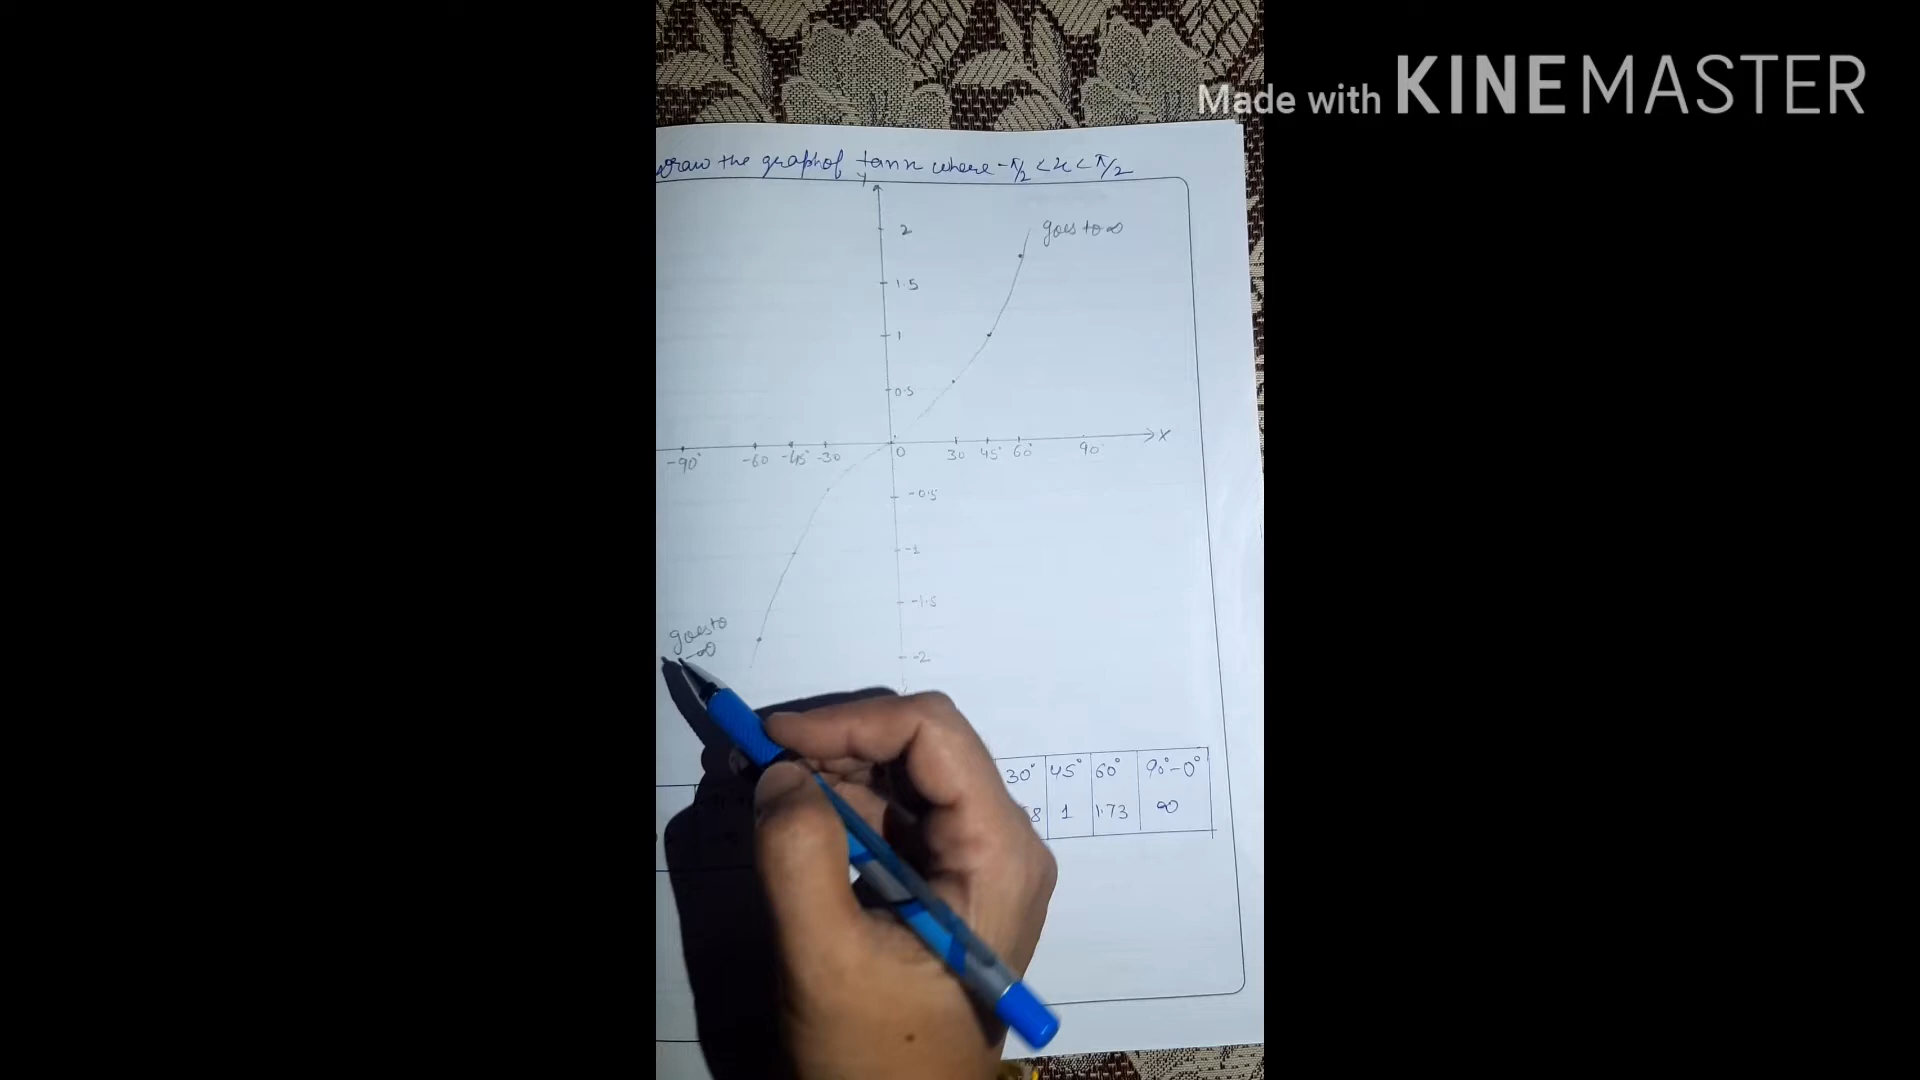 Made with KINEMASTER
Draw the graph of tan x where -π/2 < x < π/2
Y
2
goes to ∞
1.5
1
0.5
X
-90° -60 -45° -30 0 30 45° 60° 90°
-0.5
-1
-1.5
goes to
-∞
-2
30° 45° 60° 90°-0°
58 1 1.73 ∞